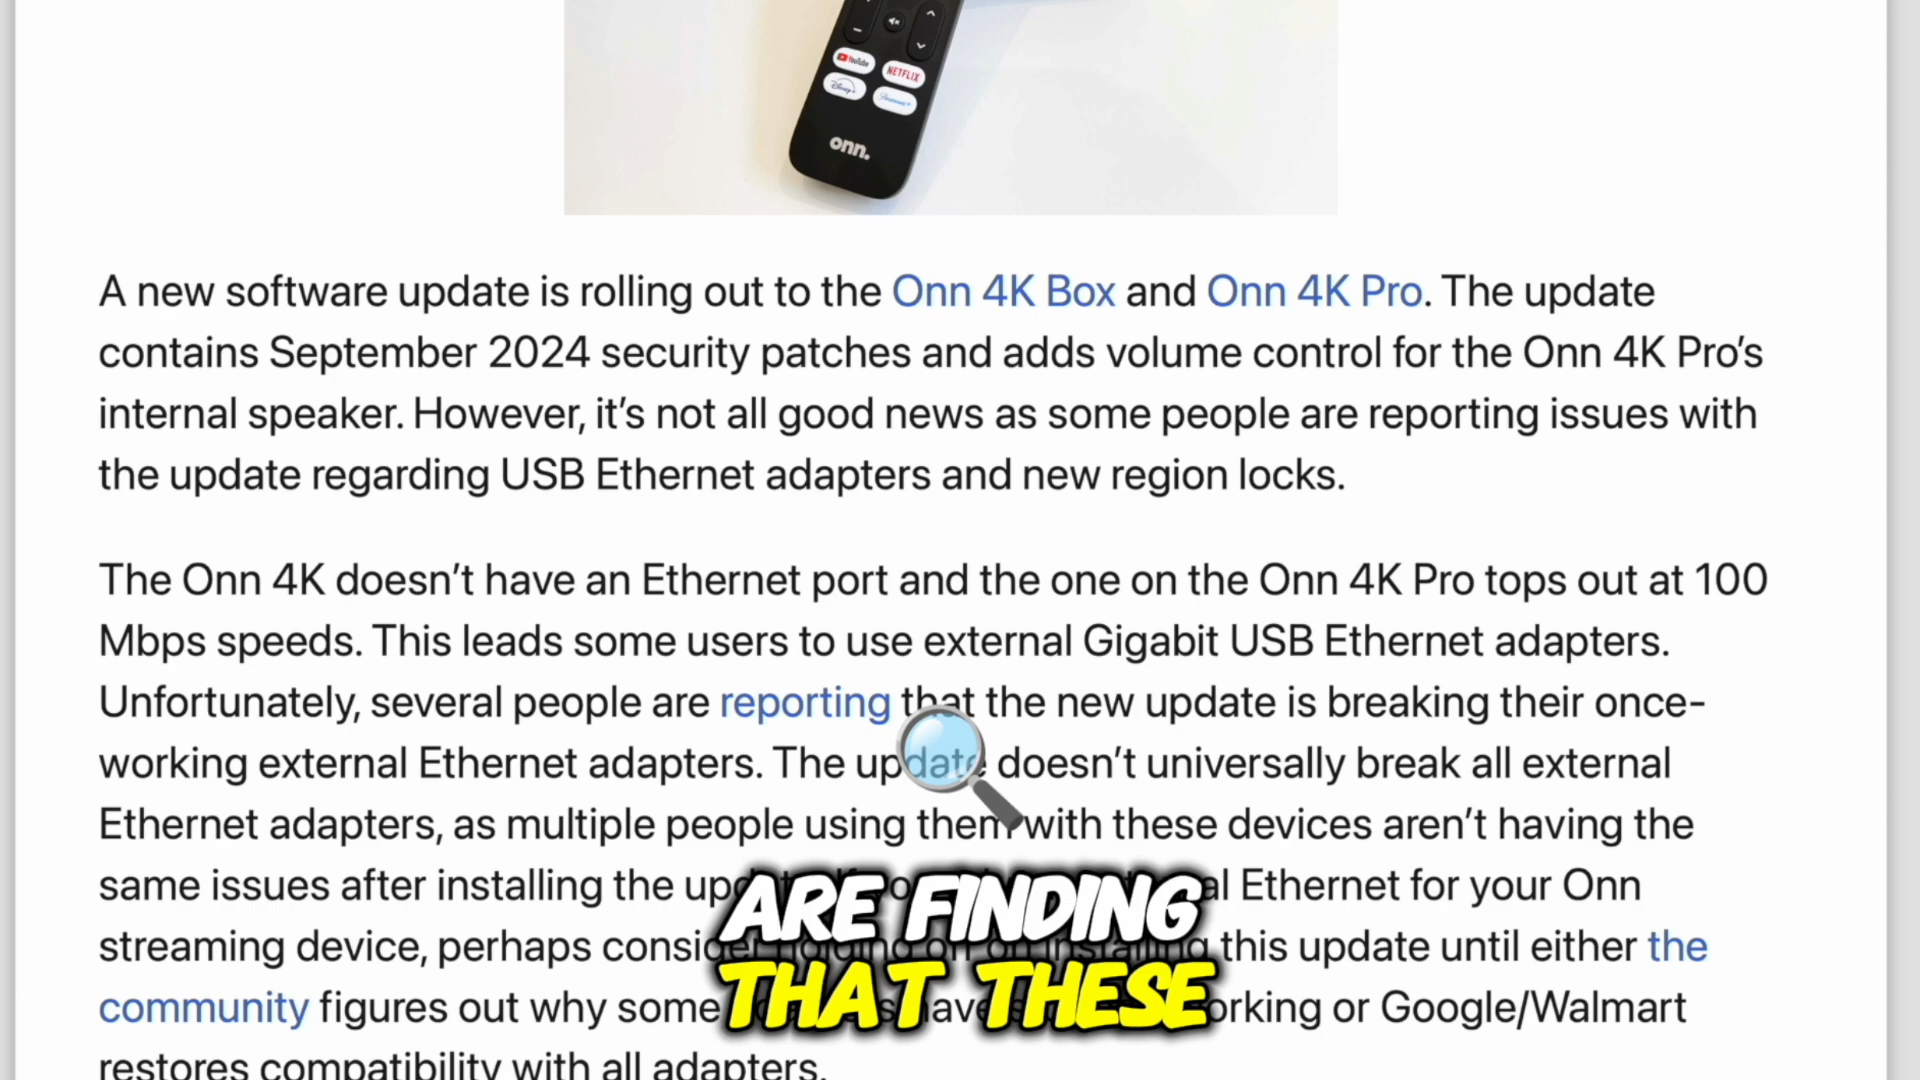 YouTube
NETFLIX
Disney+
Paramount+
onn.
A new software update is rolling out to the Onn 4K Box and Onn 4K Pro. The update
contains September 2024 security patches and adds volume control for the Onn 4K Pro’s
internal speaker. However, it’s not all good news as some people are reporting issues with
the update regarding USB Ethernet adapters and new region locks.
The Onn 4K doesn’t have an Ethernet port and the one on the Onn 4K Pro tops out at 100
Mbps speeds. This leads some users to use external Gigabit USB Ethernet adapters.
Unfortunately, several people are reporting that the new update is breaking their once-
working external Ethernet adapters. The update doesn’t universally break all external
Ethernet adapters, as multiple people using them with these devices aren’t having the
same issues after installing the Ethernet for your Onn
streaming device, perhaps this update until either the
community figures out why some or Google/Walmart
restores compatibility with all adapters.
ARE FINDING
THAT THESE